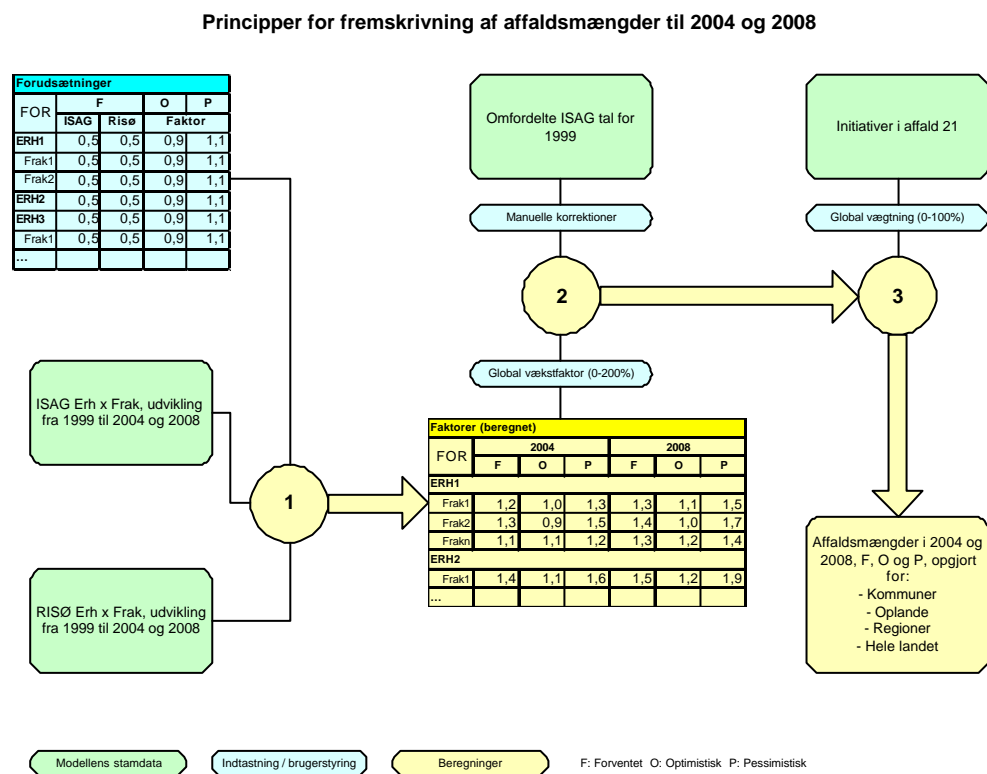 Principper for fremskrivning af affaldsmængder til 2004 og 2008
Forudsætninger
FOR F O P
ISAG Risø Faktor
ERH1 0,5 0,5 0,9 1,1
Frak1 0,5 0,5 0,9 1,1
Frak2 0,5 0,5 0,9 1,1
ERH2 0,5 0,5 0,9 1,1
ERH3 0,5 0,5 0,9 1,1
Frak1 0,5 0,5 0,9 1,1
...
Omfordelte ISAG tal for
1999
Initiativer i affald 21
Manuelle korrektioner
Global vægtning (0-100%)
2
3
Global vækstfaktor (0-200%)
ISAG Erh x Frak, udvikling
fra 1999 til 2004 og 2008
1
RISØ Erh x Frak, udvikling
fra 1999 til 2004 og 2008
Faktorer (beregnet)
FOR 2004 2008
F O P F O P
ERH1
Frak1 1,2 1,0 1,3 1,3 1,1 1,5
Frak2 1,3 0,9 1,5 1,4 1,0 1,7
Frakn 1,1 1,1 1,2 1,3 1,2 1,4
ERH2
Frak1 1,4 1,1 1,6 1,5 1,2 1,9
...
Affaldsmængder i 2004 og
2008, F, O og P, opgjort
for:
- Kommuner
- Oplande
- Regioner
- Hele landet
Modellens stamdata
Indtastning / brugerstyring
Beregninger
F: Forventet O: Optimistisk P: Pessimistisk